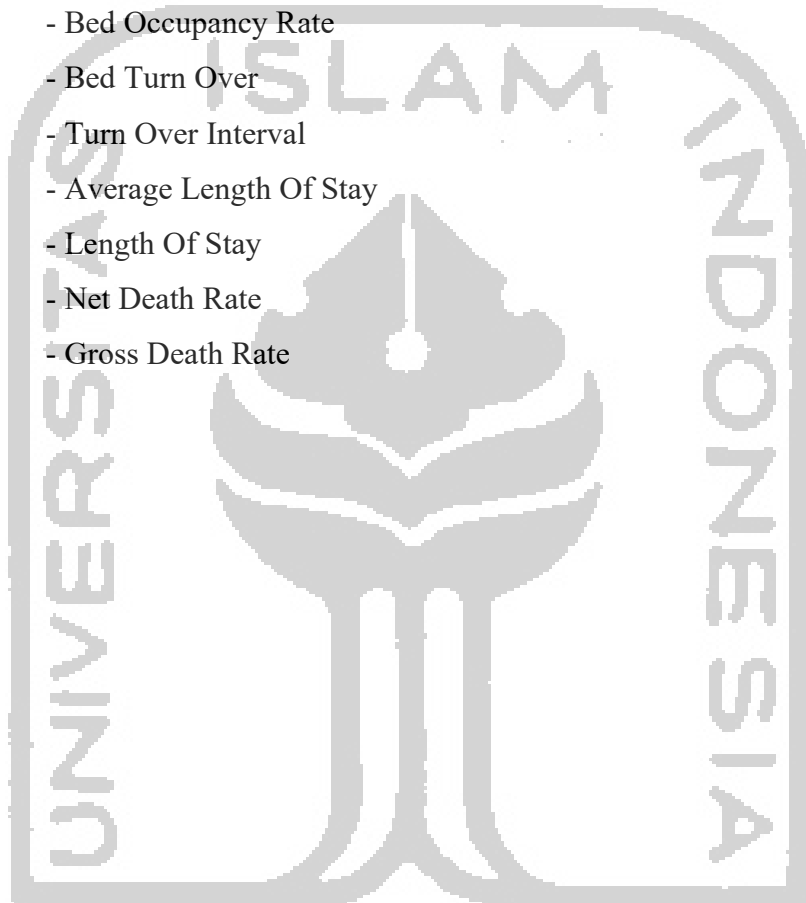 - Bed Occupancy Rate
- Bed Turn Over
- Turn Over Interval
- Average Length Of Stay
- Length Of Stay
- Net Death Rate
- Gross Death Rate
UNIVERSITAS
ISLAM
INDONESIA